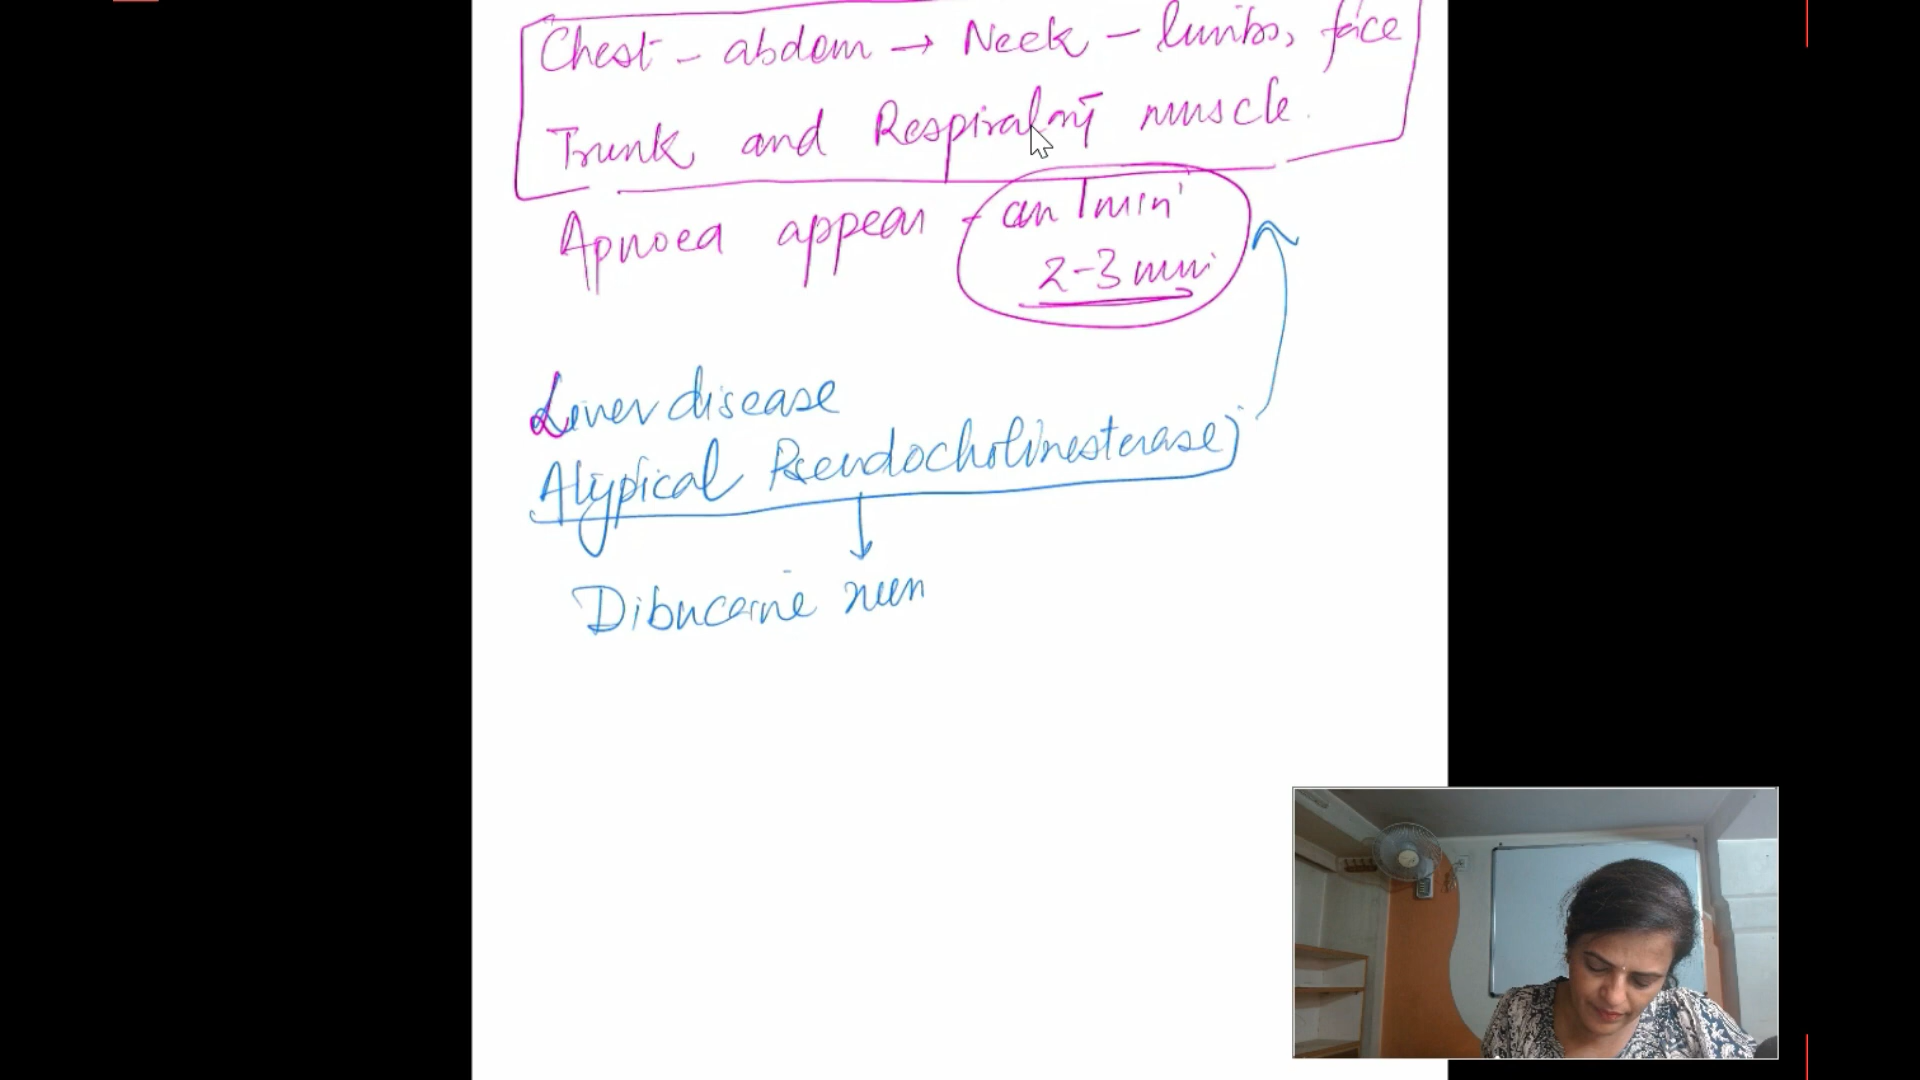 Chest - abdom → Neck - limbs, face
Trunk and Respiratory muscle.
Apnoea appear - in 1 min
2-3 min
Liver disease
Atypical Pseudocholinesterase
Dibucaine num